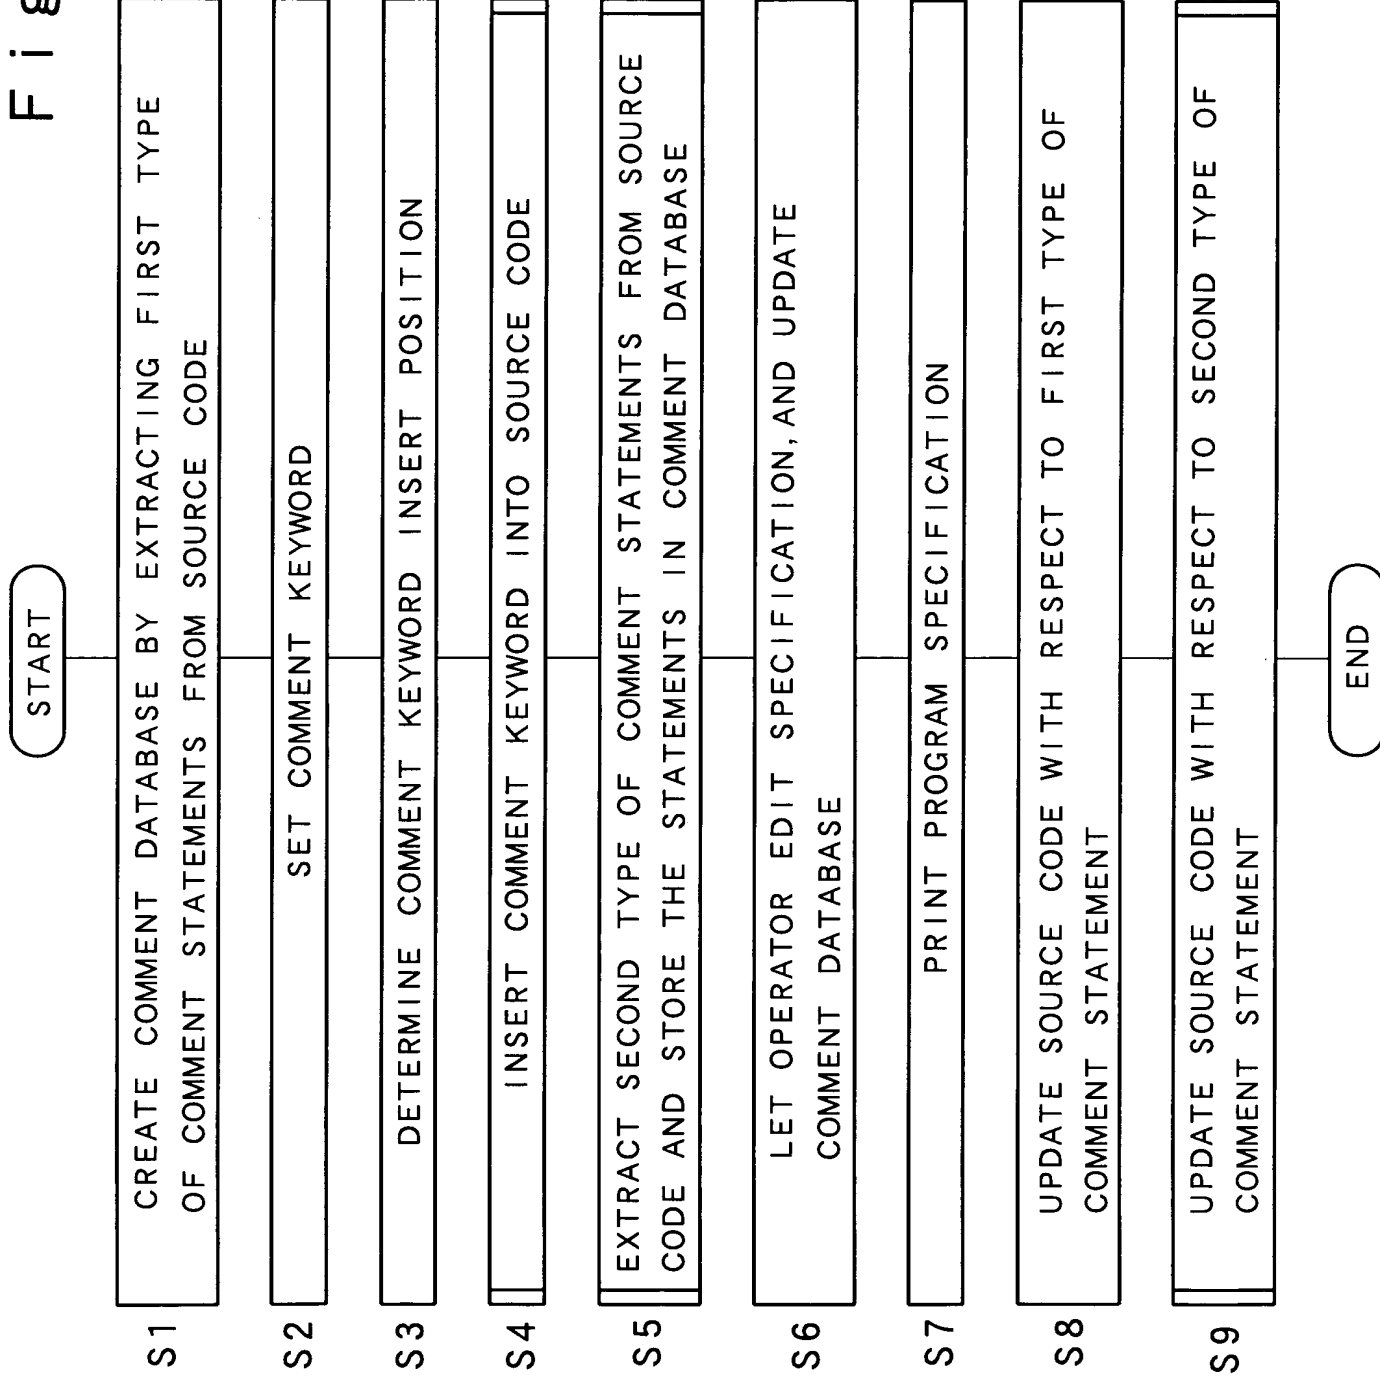 Fig
START
S1
CREATE COMMENT DATABASE BY EXTRACTING FIRST TYPE
OF COMMENT STATEMENTS FROM SOURCE CODE
S2
SET COMMENT KEYWORD
S3
DETERMINE COMMENT KEYWORD INSERT POSITION
S4
INSERT COMMENT KEYWORD INTO SOURCE CODE
S5
EXTRACT SECOND TYPE OF COMMENT STATEMENTS FROM SOURCE
CODE AND STORE THE STATEMENTS IN COMMENT DATABASE
S6
LET OPERATOR EDIT SPECIFICATION, AND UPDATE
COMMENT DATABASE
S7
PRINT PROGRAM SPECIFICATION
S8
UPDATE SOURCE CODE WITH RESPECT TO FIRST TYPE OF
COMMENT STATEMENT
S9
UPDATE SOURCE CODE WITH RESPECT TO SECOND TYPE OF
COMMENT STATEMENT
END